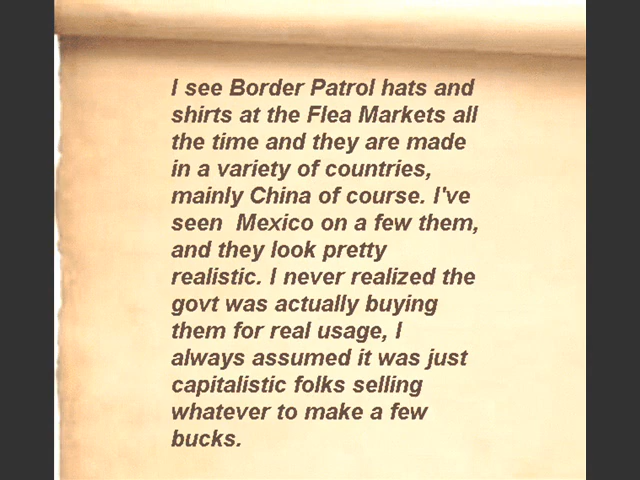 I see Border Patrol hats and
shirts at the Flea Markets all
the time and they are made
in a variety of countries,
mainly China of course. I've
seen  Mexico on a few them,
and they look pretty
realistic. I never realized the
govt was actually buying
them for real usage, I
always assumed it was just
capitalistic folks selling
whatever to make a few
bucks.